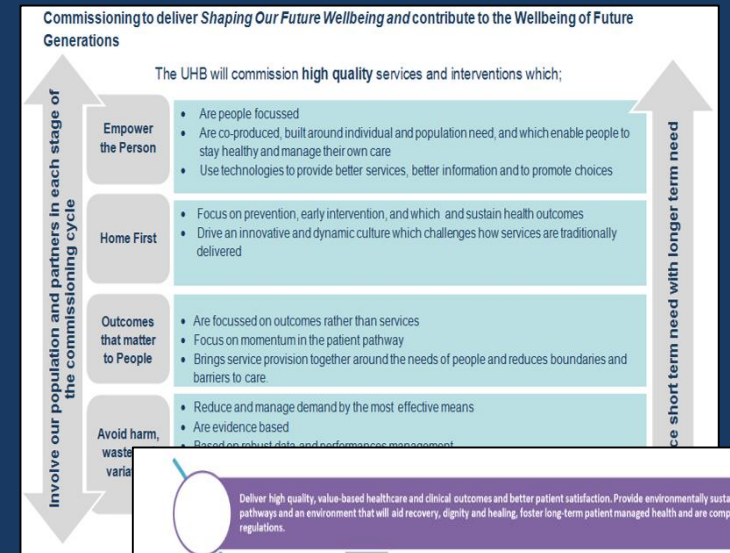 Commissioning to deliver Shaping Our Future Wellbeing and contribute to the Wellbeing of Future
Generations
The UHB will commission high quality services and interventions which;
Involve our population and partners in each stage of
the commissioning cycle
Empower
the Person
• Are people focussed
• Are co-produced, built around individual and population need, and which enable people to
stay healthy and manage their own care
• Use technologies to provide better services, better information and to promote choices
Home First
• Focus on prevention, early intervention, and which and sustain health outcomes
• Drive an innovative and dynamic culture which challenges how services are traditionally
delivered
Outcomes
that matter
to People
• Are focussed on outcomes rather than services
• Focus on momentum in the patient pathway
• Brings service provision together around the needs of people and reduces boundaries and
barriers to care.
Avoid harm,
waste
varia
• Reduce and manage demand by the most effective means
• Are evidence based
• Based on robust data and performances management
ce short term need with longer term need
Deliver high quality, value-based healthcare and clinical outcomes and better patient satisfaction. Provide environmentally susta
pathways and an environment that will aid recovery, dignity and healing, foster long-term patient managed health and are comp
regulations.